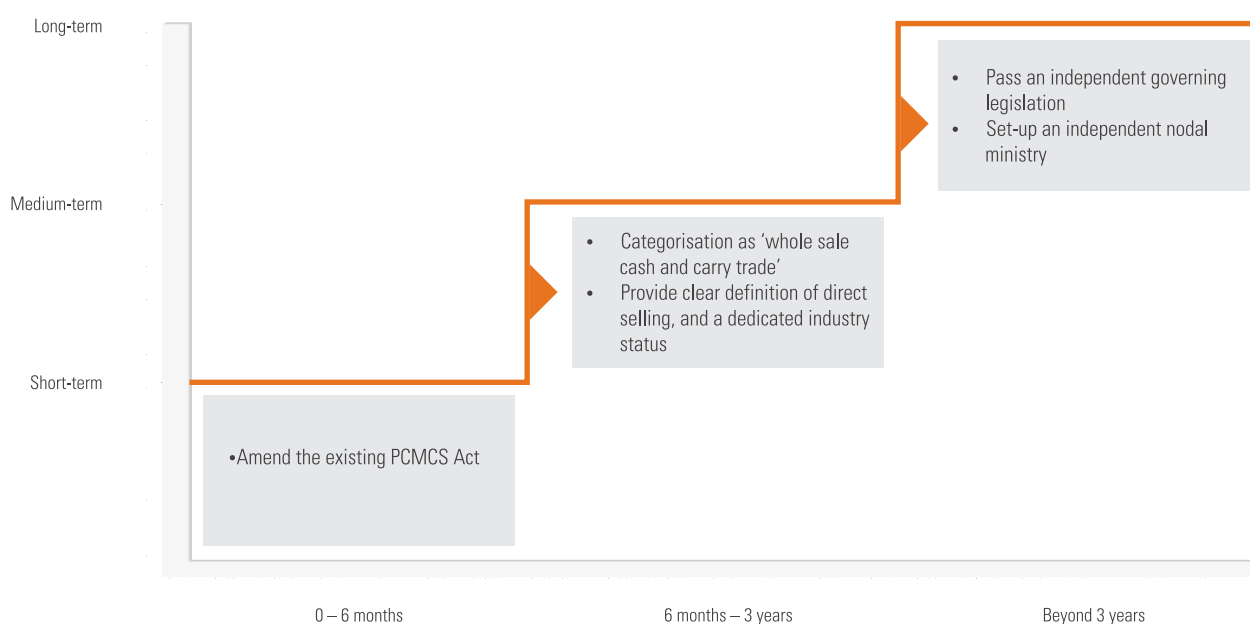 Long-term
• Pass an independent governing
legislation
• Set-up an independent nodal
ministry
Medium-term
• Categorisation as ‘whole sale
cash and carry trade’
• Provide clear definition of direct
selling, and a dedicated industry
status
Short-term
•Amend the existing PCMCS Act
0 – 6 months
6 months – 3 years
Beyond 3 years